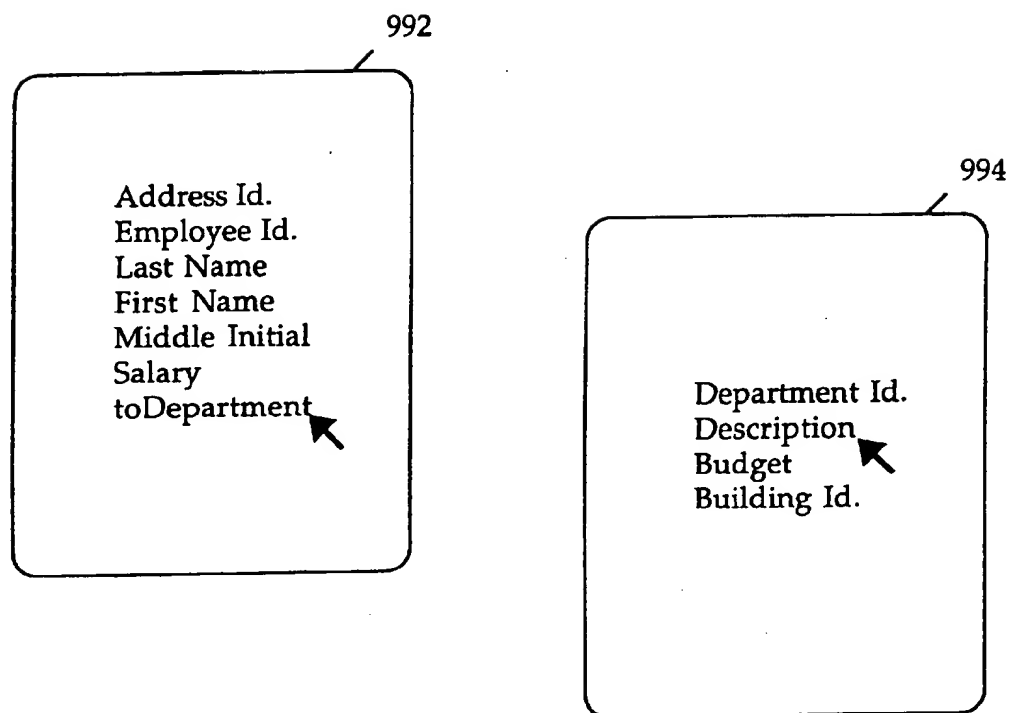 992
Address Id.
Employee Id.
Last Name
First Name
Middle Initial
Salary
toDepartment
994
Department Id.
Description
Budget
Building Id.